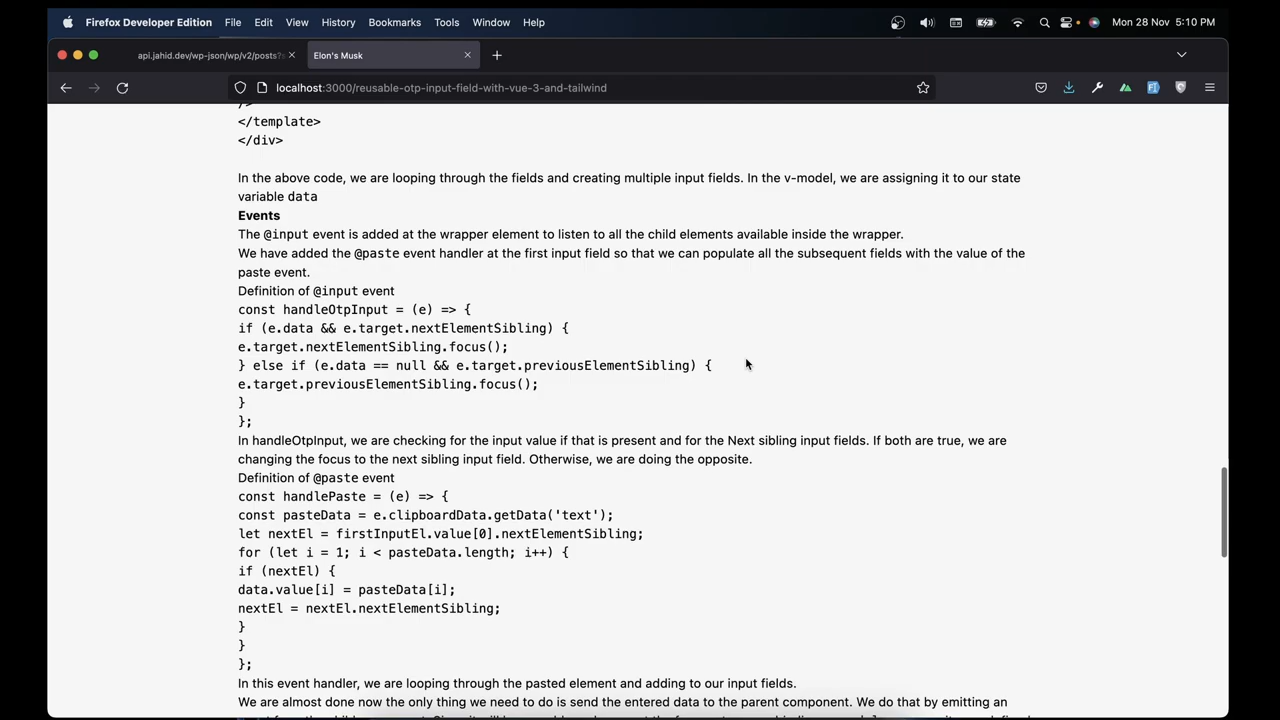 Firefox Developer Edition File Edit View History Bookmarks Tools Window Help Mon 28 Nov 5:10 PM
api.jahid.dev/wp-json/wp/v2/posts?s Elon's Musk
localhost:3000/reusable-otp-input-field-with-vue-3-and-tailwind
/>
</template>
</div>
In the above code, we are looping through the fields and creating multiple input fields. In the v-model, we are assigning it to our state
variable data
Events
The @input event is added at the wrapper element to listen to all the child elements available inside the wrapper.
We have added the @paste event handler at the first input field so that we can populate all the subsequent fields with the value of the
paste event.
Definition of @input event
const handleOtpInput = (e) => {
if (e.data && e.target.nextElementSibling) {
e.target.nextElementSibling.focus();
} else if (e.data == null && e.target.previousElementSibling) {
e.target.previousElementSibling.focus();
}
};
In handleOtpInput, we are checking for the input value if that is present and for the Next sibling input fields. If both are true, we are
changing the focus to the next sibling input field. Otherwise, we are doing the opposite.
Definition of @paste event
const handlePaste = (e) => {
const pasteData = e.clipboardData.getData('text');
let nextEl = firstInputEl.value[0].nextElementSibling;
for (let i = 1; i < pasteData.length; i++) {
if (nextEl) {
data.value[i] = pasteData[i];
nextEl = nextEl.nextElementSibling;
}
}
};
In this event handler, we are looping through the pasted element and adding to our input fields.
We are almost done now the only thing we need to do is send the entered data to the parent component. We do that by emitting an